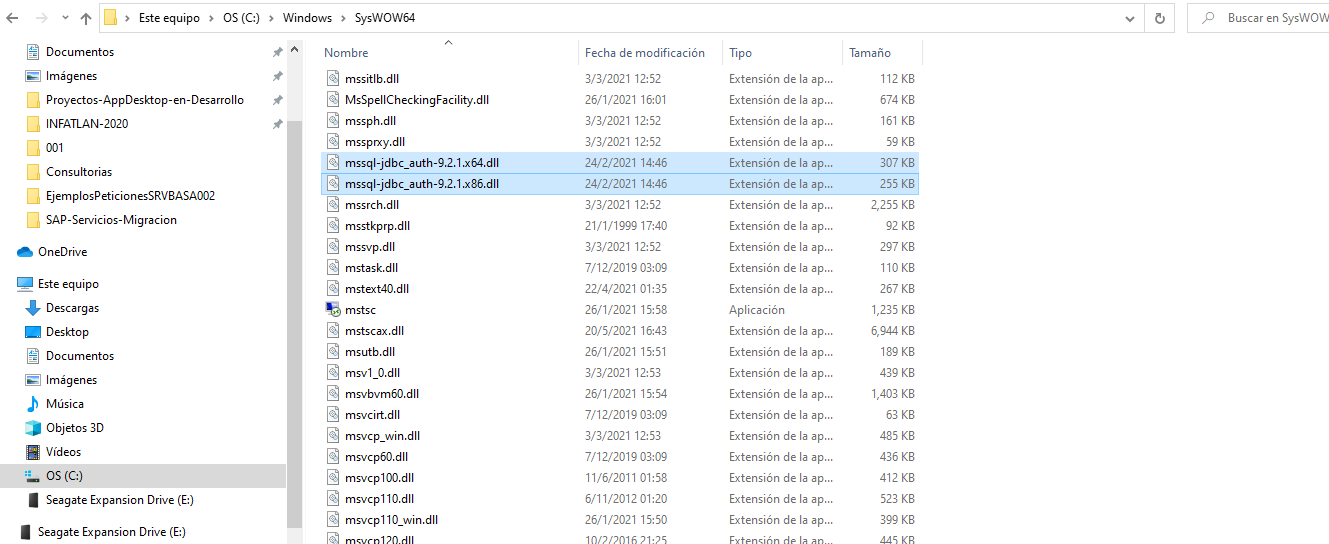 Este equipo > OS (C:) > Windows > SysWOW64
Buscar en SysWOW
Documentos
Imágenes
Proyectos-AppDesktop-en-Desarrollo
INFATLAN-2020
001
Consultorias
EjemplosPeticionesSRVBASA002
SAP-Servicios-Migracion
OneDrive
Este equipo
Descargas
Desktop
Documentos
Imágenes
Música
Objetos 3D
Vídeos
OS (C:)
Seagate Expansion Drive (E:)
Seagate Expansion Drive (E:)
Nombre Fecha de modificación Tipo Tamaño
mssitlb.dll 3/3/2021 12:52 Extensión de la ap... 112 KB
MsSpellCheckingFacility.dll 26/1/2021 16:01 Extensión de la ap... 674 KB
mssph.dll 3/3/2021 12:52 Extensión de la ap... 161 KB
mssprxy.dll 3/3/2021 12:52 Extensión de la ap... 59 KB
mssql-jdbc_auth-9.2.1.x64.dll 24/2/2021 14:46 Extensión de la ap... 307 KB
mssql-jdbc_auth-9.2.1.x86.dll 24/2/2021 14:46 Extensión de la ap... 255 KB
mssrch.dll 3/3/2021 12:52 Extensión de la ap... 2,255 KB
msstkprp.dll 21/1/1999 17:40 Extensión de la ap... 92 KB
mssvp.dll 3/3/2021 12:52 Extensión de la ap... 297 KB
mstask.dll 7/12/2019 03:09 Extensión de la ap... 110 KB
mstext40.dll 22/4/2021 01:35 Extensión de la ap... 267 KB
mstsc 26/1/2021 15:58 Aplicación 1,235 KB
mstscax.dll 20/5/2021 16:43 Extensión de la ap... 6,944 KB
msutb.dll 26/1/2021 15:51 Extensión de la ap... 189 KB
msv1_0.dll 3/3/2021 12:53 Extensión de la ap... 439 KB
msvbvm60.dll 26/1/2021 15:54 Extensión de la ap... 1,403 KB
msvcirt.dll 7/12/2019 03:09 Extensión de la ap... 63 KB
msvcp_win.dll 3/3/2021 12:53 Extensión de la ap... 485 KB
msvcp60.dll 7/12/2019 03:09 Extensión de la ap... 436 KB
msvcp100.dll 11/6/2011 01:58 Extensión de la ap... 412 KB
msvcp110.dll 6/11/2012 01:20 Extensión de la ap... 523 KB
msvcp110_win.dll 26/1/2021 15:50 Extensión de la ap... 399 KB
msvcp120.dll 10/2/2016 21:25 Extensión de la ap... 445 KB